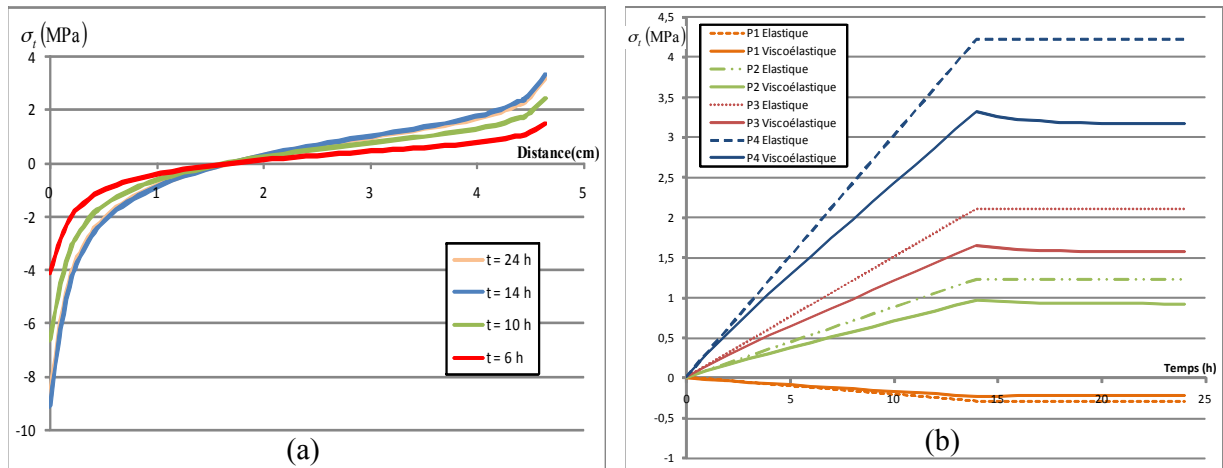 σt (MPa)
4
2
0
-2
-4
-6
-8
-10
0 1 2 3 4 5
Distance(cm)
t = 24 h
t = 14 h
t = 10 h
t = 6 h
(a)
σt (MPa)
4,5
4
3,5
3
2,5
2
1,5
1
0,5
0
-0,5
-1
0 5 10 15 20 25
Temps (h)
P1 Elastique
P1 Viscoélastique
P2 Elastique
P2 Viscoélastique
P3 Elastique
P3 Viscoélastique
P4 Elastique
P4 Viscoélastique
(b)